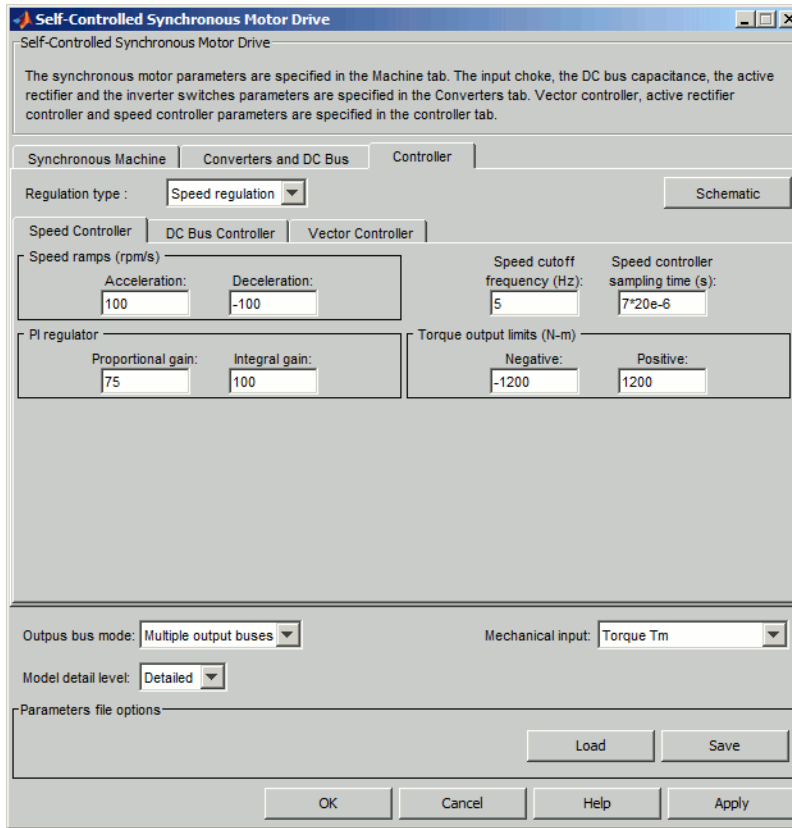 Self-Controlled Synchronous Motor Drive
Self-Controlled Synchronous Motor Drive
The synchronous motor parameters are specified in the Machine tab. The input choke, the DC bus capacitance, the active
rectifier and the inverter switches parameters are specified in the Converters tab. Vector controller, active rectifier
controller and speed controller parameters are specified in the controller tab.
Synchronous Machine Converters and DC Bus Controller
Regulation type : Speed regulation Schematic
Speed Controller DC Bus Controller Vector Controller
Speed ramps (rpm/s)
Acceleration: Deceleration:
100 -100
Speed cutoff
frequency (Hz):
5
Speed controller
sampling time (s):
7*20e-6
PI regulator
Proportional gain: Integral gain:
75 100
Torque output limits (N-m)
Negative: Positive:
-1200 1200
Outpus bus mode: Multiple output buses Mechanical input: Torque Tm
Model detail level: Detailed
Parameters file options
Load Save
OK Cancel Help Apply